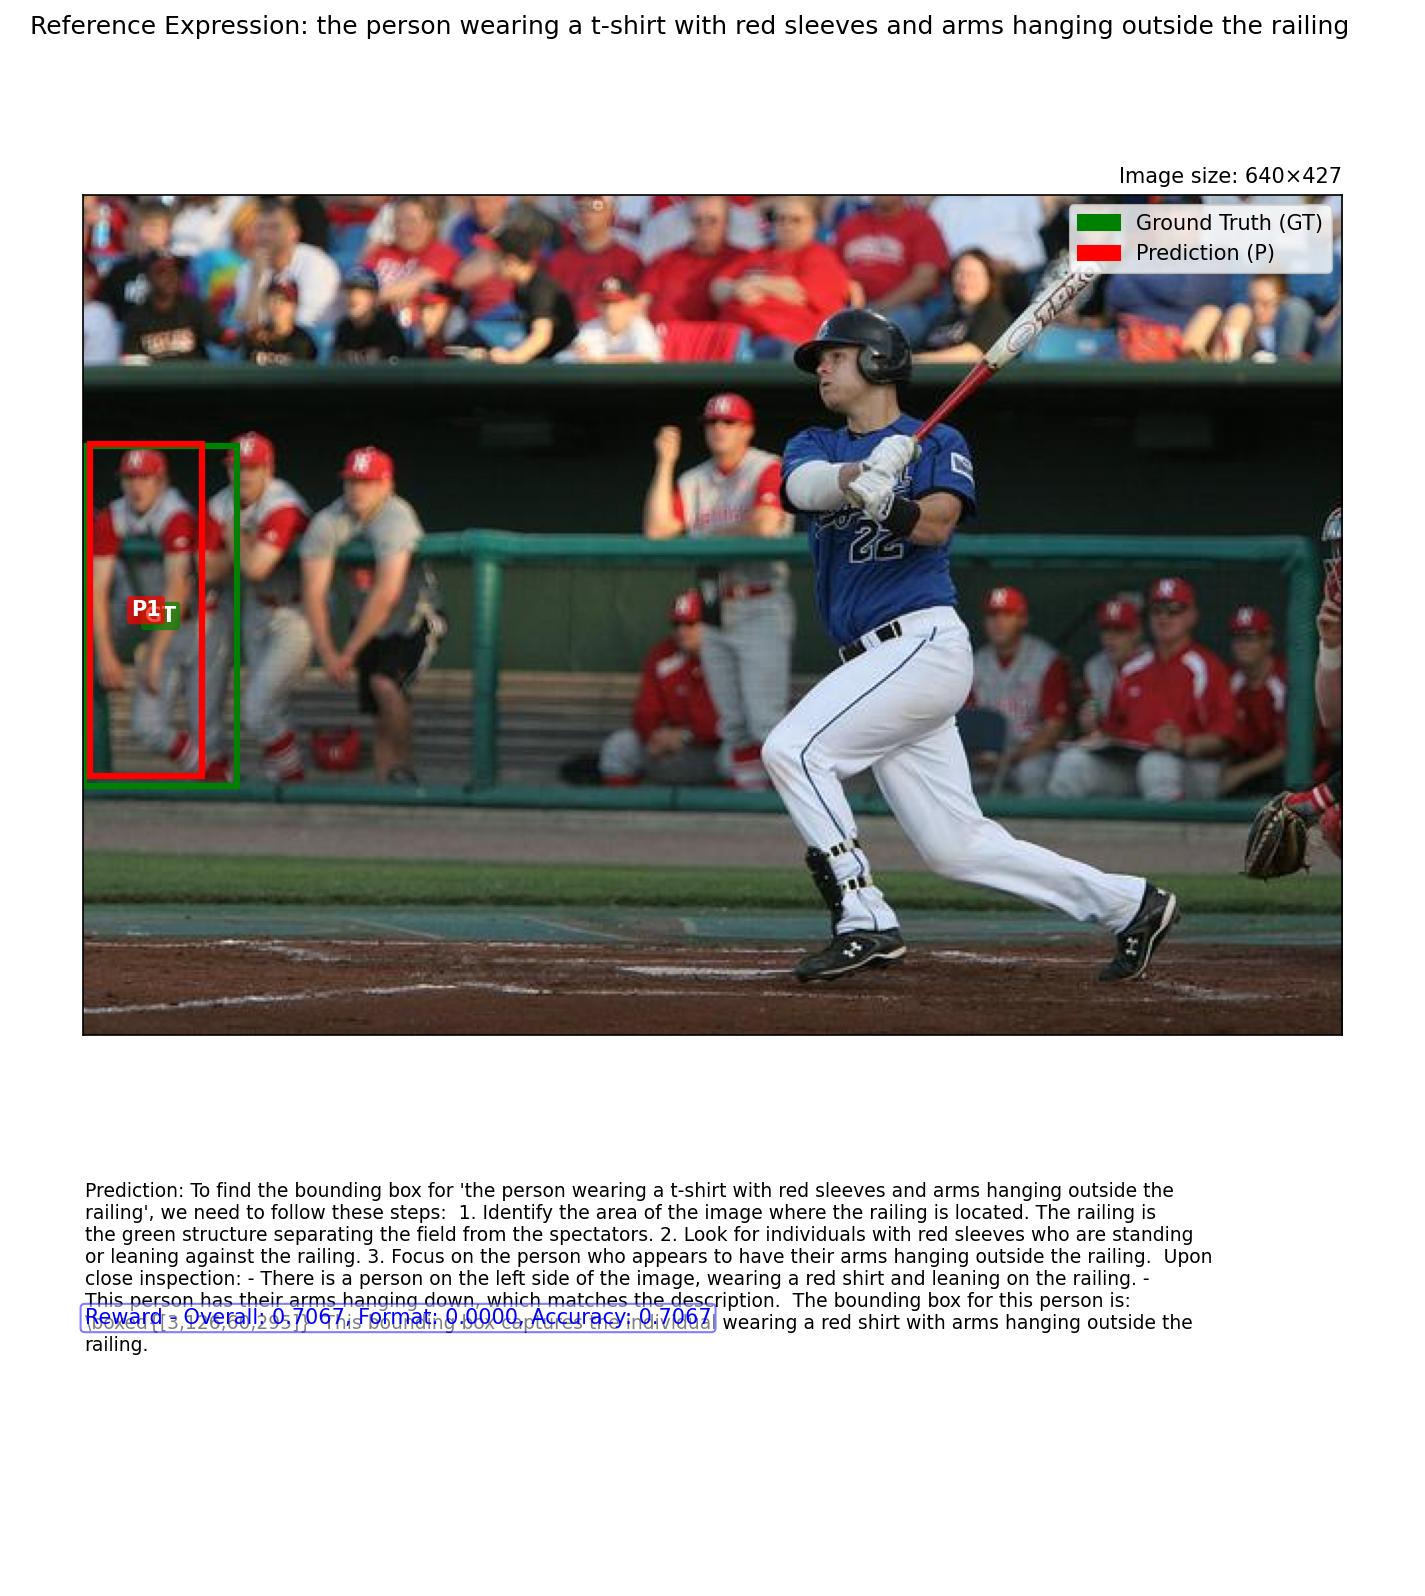 Reference Expression: the person wearing a t-shirt with red sleeves and arms hanging outside the railing
Image size: 640×427
Ground Truth (GT)
Prediction (P)
22
P1
GT
Prediction: To find the bounding box for 'the person wearing a t-shirt with red sleeves and arms hanging outside the
railing', we need to follow these steps:  1. Identify the area of the image where the railing is located. The railing is
the green structure separating the field from the spectators. 2. Look for individuals with red sleeves who are standing
or leaning against the railing. 3. Focus on the person who appears to have their arms hanging outside the railing.  Upon
close inspection: - There is a person on the left side of the image, wearing a red shirt and leaning on the railing. -
This person has their arms hanging down, which matches the description.  The bounding box for this person is:
Reward - Overall: 0.7067, Format: 0.0000, Accuracy: 0.7067
\boxed{[3,126,60,295]}  This bounding box captures the individual wearing a red shirt with arms hanging outside the
railing.